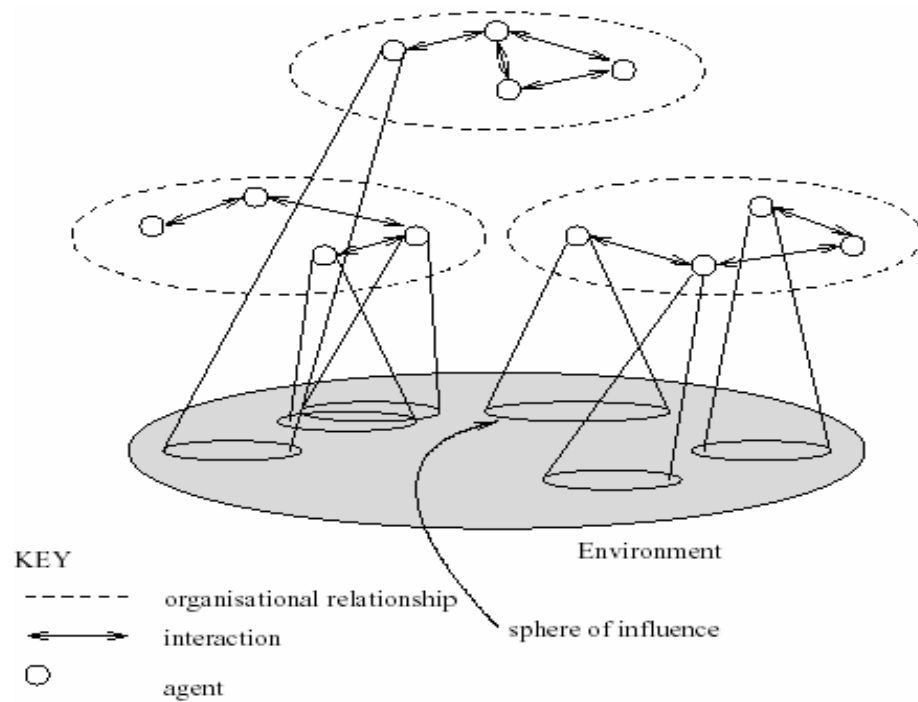 Environment
KEY
organisational relationship
sphere of influence
interaction
agent